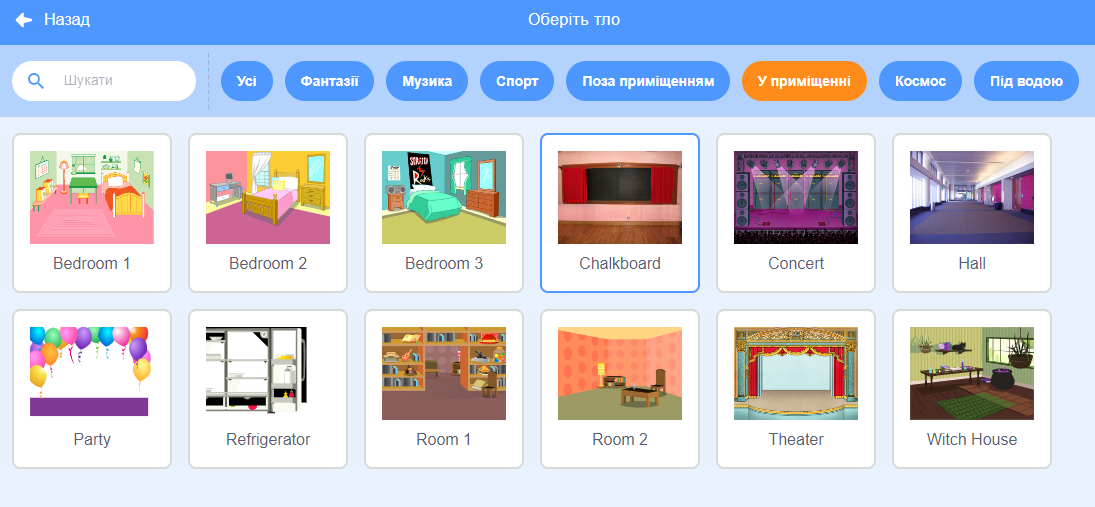 Назад
Оберіть тло
Шукати
Усі
Фантазії
Музика
Спорт
Поза приміщенням
У приміщенні
Космос
Під водою
Bedroom 1
Bedroom 2
Bedroom 3
Chalkboard
Concert
Hall
Party
Refrigerator
Room 1
Room 2
Theater
Witch House